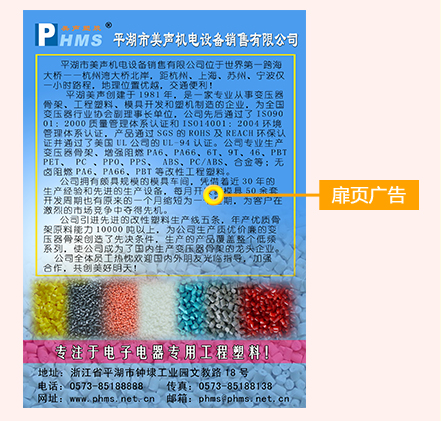 美声机电
PHMS®
平湖市美声机电设备销售有限公司
平湖市美声机电设备销售有限公司位于世界第一跨海
大桥——杭州湾大桥北岸，距杭州、上海、苏州、宁波仅
一小时路程，地理位置优越，交通便利！
平湖美声创建于1981年，是一家专业从事变压器
骨架、工程塑料、模具开发和塑机制造的企业，为全国
变压器行业协会副理事长单位，公司先后通过了ISO90
01：2000质量管理体系认证和ISO14001：2004环境
管理体系认证，产品通过SGS的ROHS及REACH环保认
证并通过了美国UL公司的UL-94认证。公司专业生产
变压器骨架、增强阻燃PA6、PA66、6T、9T、46、PBT
PET、 PC 、PPO、PPS、 ABS、PC/ABS、合金等；无
卤阻燃PA6、PA66、PBT等改性工程塑料。
公司拥有颇具规模的模具车间，凭借着近30年的
生产经验和先进的生产设备，每月开 模具50余套
开发周期也有原来的一个月缩短为 期，为客户在
激烈的市场竞争中夺得先机。
公司引进先进的改性塑料生产线五条，年产优质骨
架原料能力10000吨以上，为公司生产质优价廉的变
压器骨架创造了先决条件，生产的产品覆盖整个低频
系列，使公司成为了国内生产变压器骨架的龙头企业。
公司全体员工热忱欢迎国内外朋友光临指导，加强
合作，共创美好明天！
扉页广告
专注于电子电器专用工程塑料！
地址：浙江省平湖市钟埭工业园文教路18号
电话：0573-85188888 传真：0573-85188138
网址：www.phms.net.cn 邮箱：phms@phms.net.cn